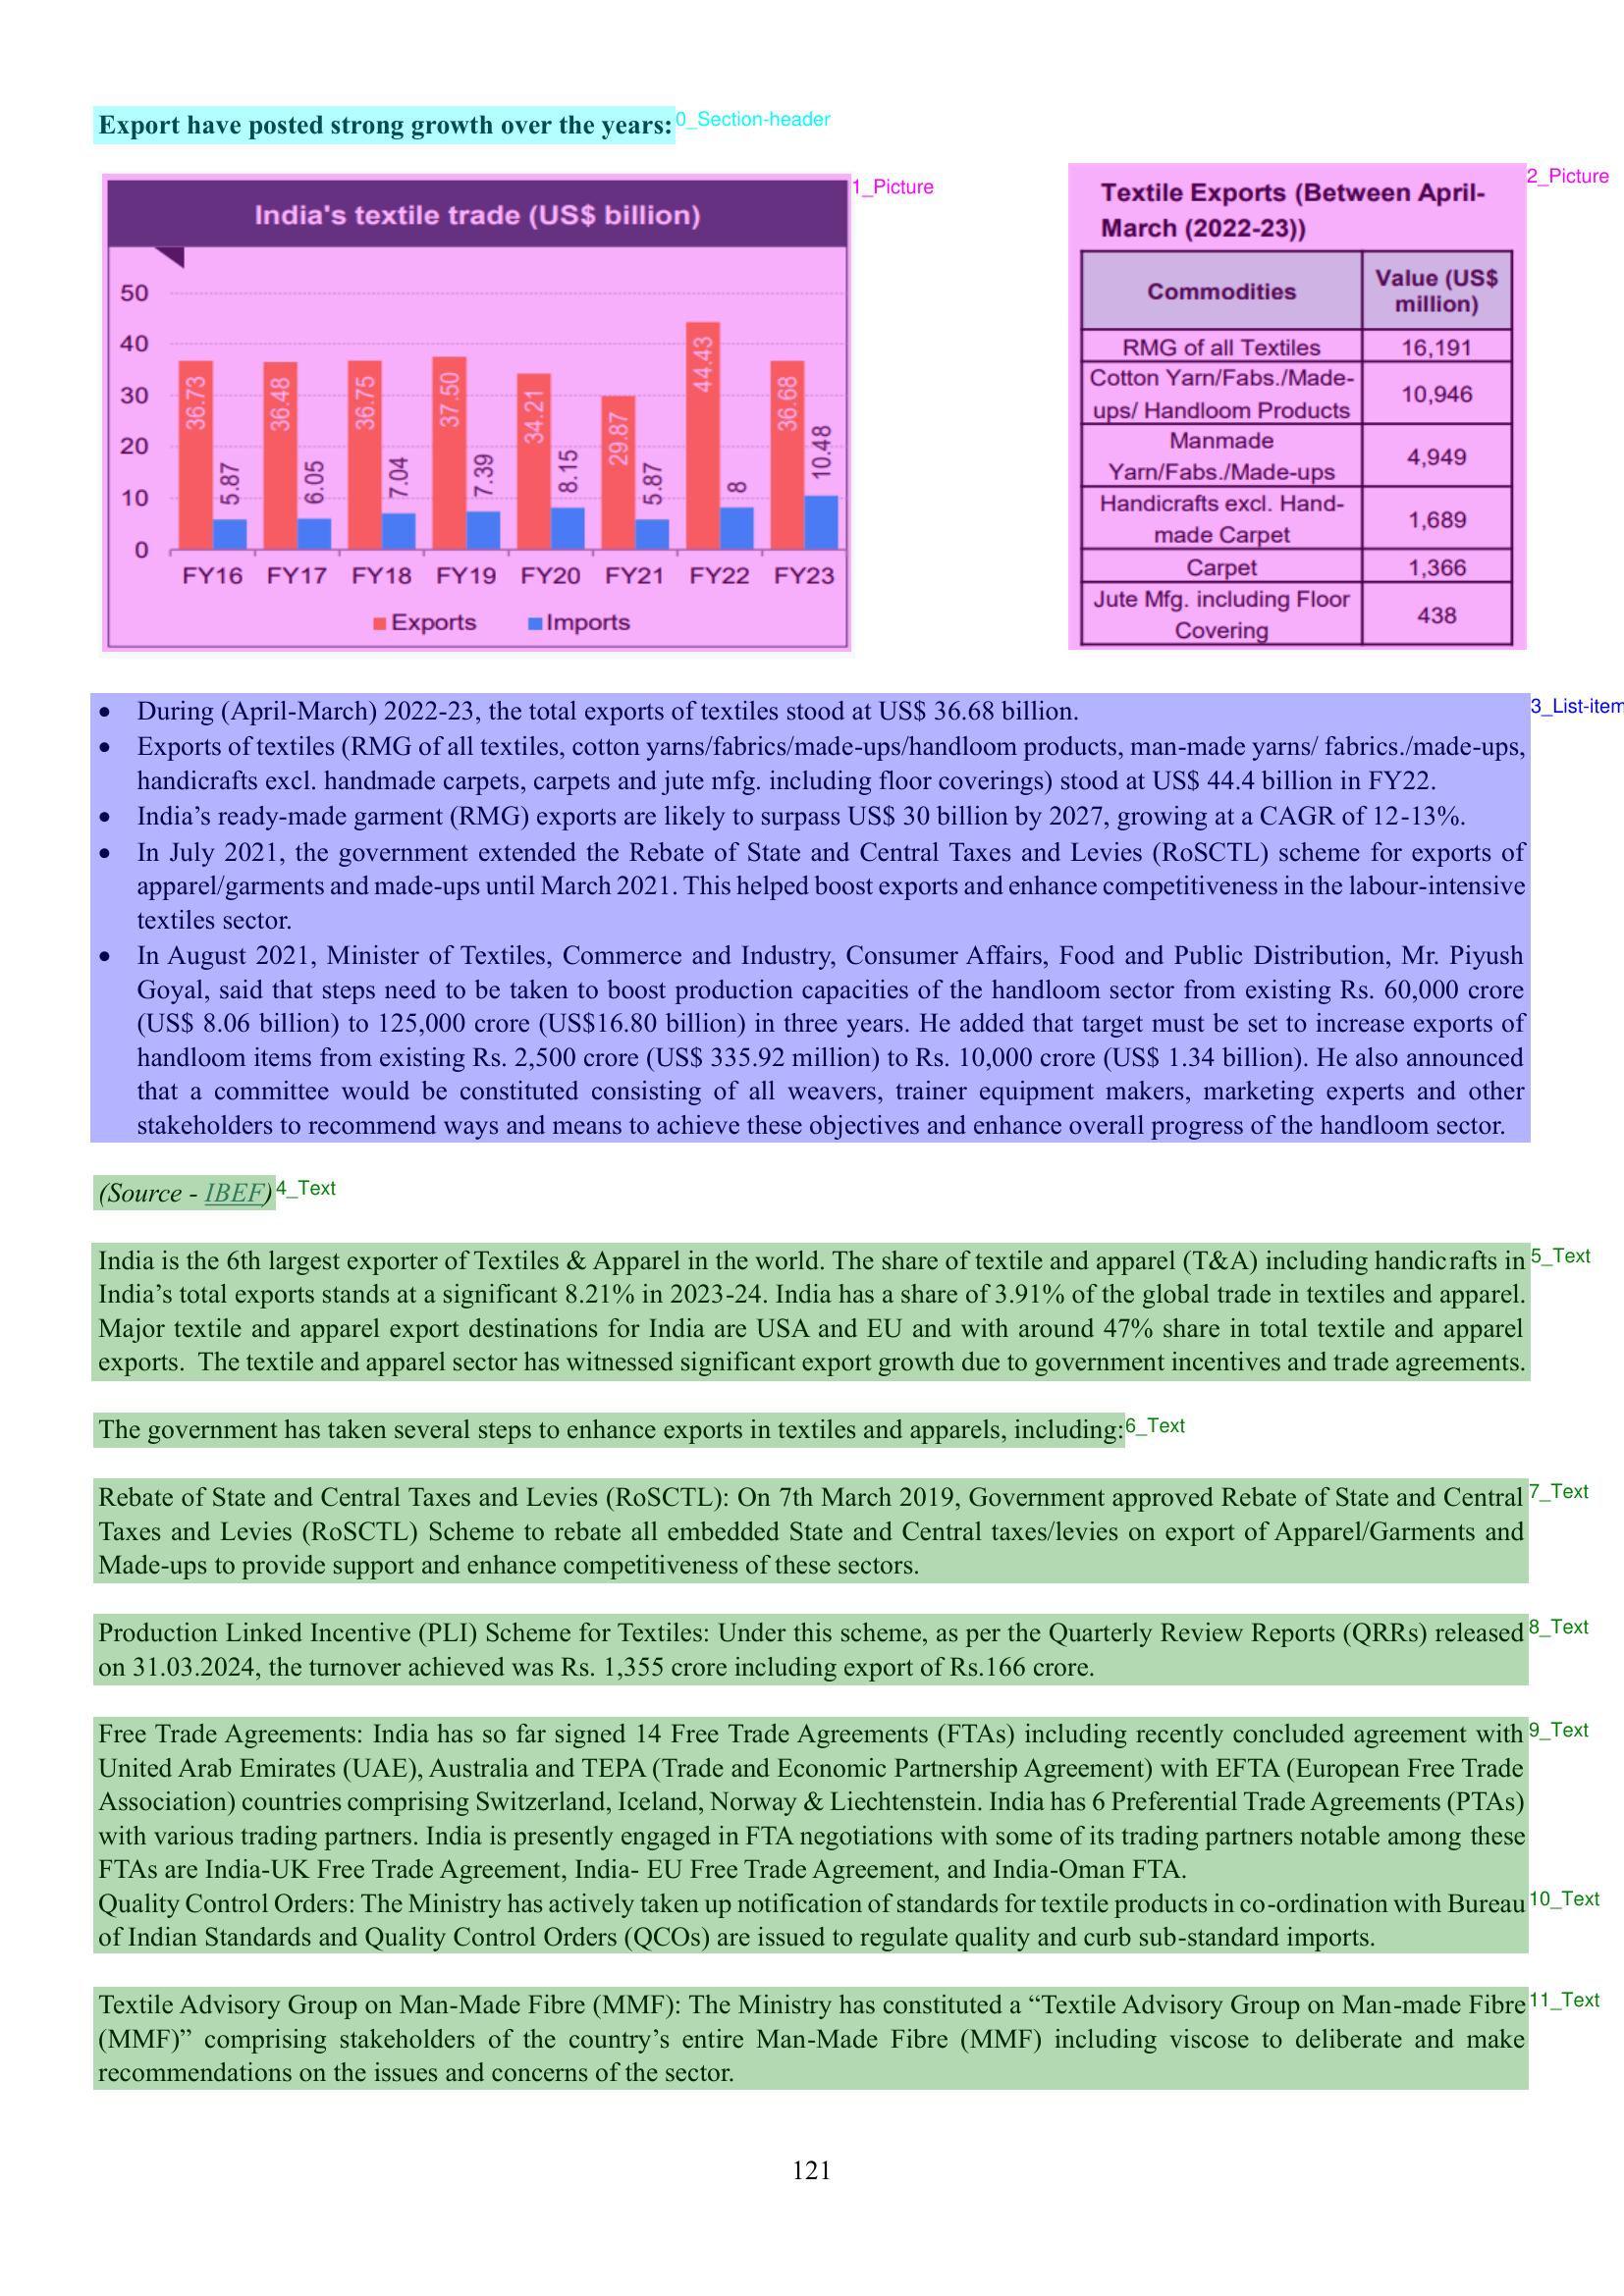 Export have posted strong growth over the years:
0_Section-header
India's textile trade (US$ billion)
1_Picture
50
40
30
20
10
0
36.73
5.87
36.48
6.05
36.75
7.04
37.50
7.39
34.21
8.15
29.87
5.87
44.43
8
36.68
10.48
FY16 FY17 FY18 FY19 FY20 FY21 FY22 FY23
Exports Imports
2_Picture
Textile Exports (Between April-
March (2022-23))
Commodities
Value (US$
million)
RMG of all Textiles 16,191
Cotton Yarn/Fabs./Made-
ups/ Handloom Products
10,946
Manmade
Yarn/Fabs./Made-ups
4,949
Handicrafts excl. Hand-
made Carpet
1,689
Carpet 1,366
Jute Mfg. including Floor
Covering
438
3_List-item
• During (April-March) 2022-23, the total exports of textiles stood at US$ 36.68 billion.
• Exports of textiles (RMG of all textiles, cotton yarns/fabrics/made-ups/handloom products, man-made yarns/ fabrics./made-ups,
handicrafts excl. handmade carpets, carpets and jute mfg. including floor coverings) stood at US$ 44.4 billion in FY22.
• India’s ready-made garment (RMG) exports are likely to surpass US$ 30 billion by 2027, growing at a CAGR of 12-13%.
• In July 2021, the government extended the Rebate of State and Central Taxes and Levies (RoSCTL) scheme for exports of
apparel/garments and made-ups until March 2021. This helped boost exports and enhance competitiveness in the labour-intensive
textiles sector.
• In August 2021, Minister of Textiles, Commerce and Industry, Consumer Affairs, Food and Public Distribution, Mr. Piyush
Goyal, said that steps need to be taken to boost production capacities of the handloom sector from existing Rs. 60,000 crore
(US$ 8.06 billion) to 125,000 crore (US$16.80 billion) in three years. He added that target must be set to increase exports of
handloom items from existing Rs. 2,500 crore (US$ 335.92 million) to Rs. 10,000 crore (US$ 1.34 billion). He also announced
that a committee would be constituted consisting of all weavers, trainer equipment makers, marketing experts and other
stakeholders to recommend ways and means to achieve these objectives and enhance overall progress of the handloom sector.
(Source - IBEF)
4_Text
India is the 6th largest exporter of Textiles & Apparel in the world. The share of textile and apparel (T&A) including handicrafts in
5_Text
India’s total exports stands at a significant 8.21% in 2023-24. India has a share of 3.91% of the global trade in textiles and apparel.
Major textile and apparel export destinations for India are USA and EU and with around 47% share in total textile and apparel
exports. The textile and apparel sector has witnessed significant export growth due to government incentives and trade agreements.
The government has taken several steps to enhance exports in textiles and apparels, including:
6_Text
Rebate of State and Central Taxes and Levies (RoSCTL): On 7th March 2019, Government approved Rebate of State and Central
7_Text
Taxes and Levies (RoSCTL) Scheme to rebate all embedded State and Central taxes/levies on export of Apparel/Garments and
Made-ups to provide support and enhance competitiveness of these sectors.
Production Linked Incentive (PLI) Scheme for Textiles: Under this scheme, as per the Quarterly Review Reports (QRRs) released
8_Text
on 31.03.2024, the turnover achieved was Rs. 1,355 crore including export of Rs.166 crore.
Free Trade Agreements: India has so far signed 14 Free Trade Agreements (FTAs) including recently concluded agreement with
9_Text
United Arab Emirates (UAE), Australia and TEPA (Trade and Economic Partnership Agreement) with EFTA (European Free Trade
Association) countries comprising Switzerland, Iceland, Norway & Liechtenstein. India has 6 Preferential Trade Agreements (PTAs)
with various trading partners. India is presently engaged in FTA negotiations with some of its trading partners notable among these
FTAs are India-UK Free Trade Agreement, India- EU Free Trade Agreement, and India-Oman FTA.
Quality Control Orders: The Ministry has actively taken up notification of standards for textile products in co-ordination with Bureau
10_Text
of Indian Standards and Quality Control Orders (QCOs) are issued to regulate quality and curb sub-standard imports.
Textile Advisory Group on Man-Made Fibre (MMF): The Ministry has constituted a “Textile Advisory Group on Man-made Fibre
11_Text
(MMF)” comprising stakeholders of the country’s entire Man-Made Fibre (MMF) including viscose to deliberate and make
recommendations on the issues and concerns of the sector.
121